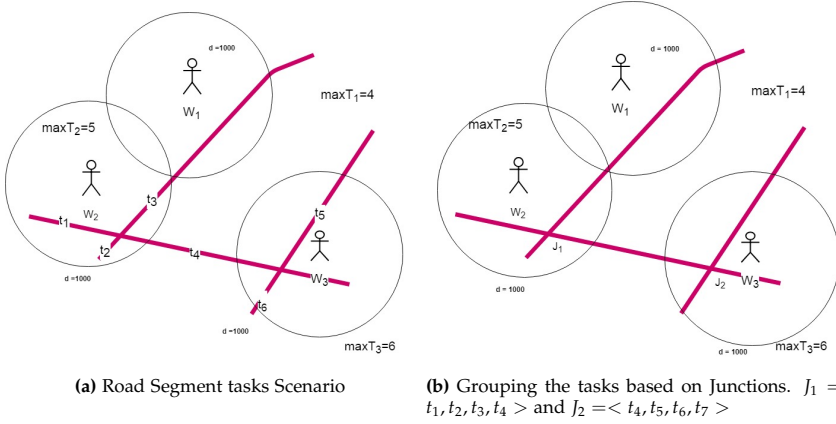 d =1000
W1
maxT1=4
maxT2=5
W2
t3
t5
t1
t2
t4
W3
t6
d =1000
d =1000
maxT3=6
(a) Road Segment tasks Scenario
d = 1000
W1
maxT1=4
maxT2=5
W2
J1
J2
W3
d = 1000
d = 1000
maxT3=6
(b) Grouping the tasks based on Junctions. J1 =
t1, t2, t3, t4 > and J2 =< t4, t5, t6, t7 >